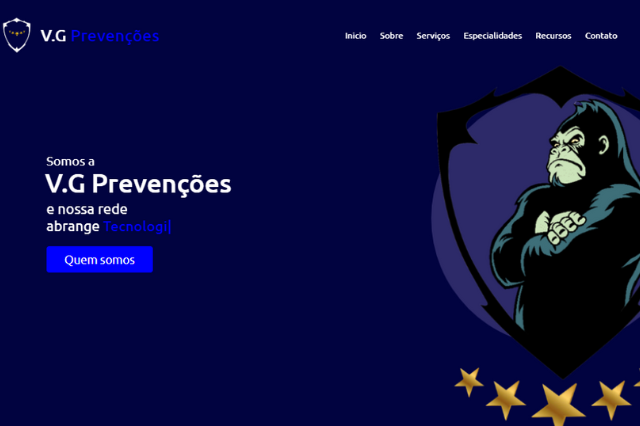 V.G Prevenções
Inicio Sobre Serviços Especialidades Recursos Contato
Somos a
V.G Prevenções
e nossa rede
abrange Tecnologi|
Quem somos